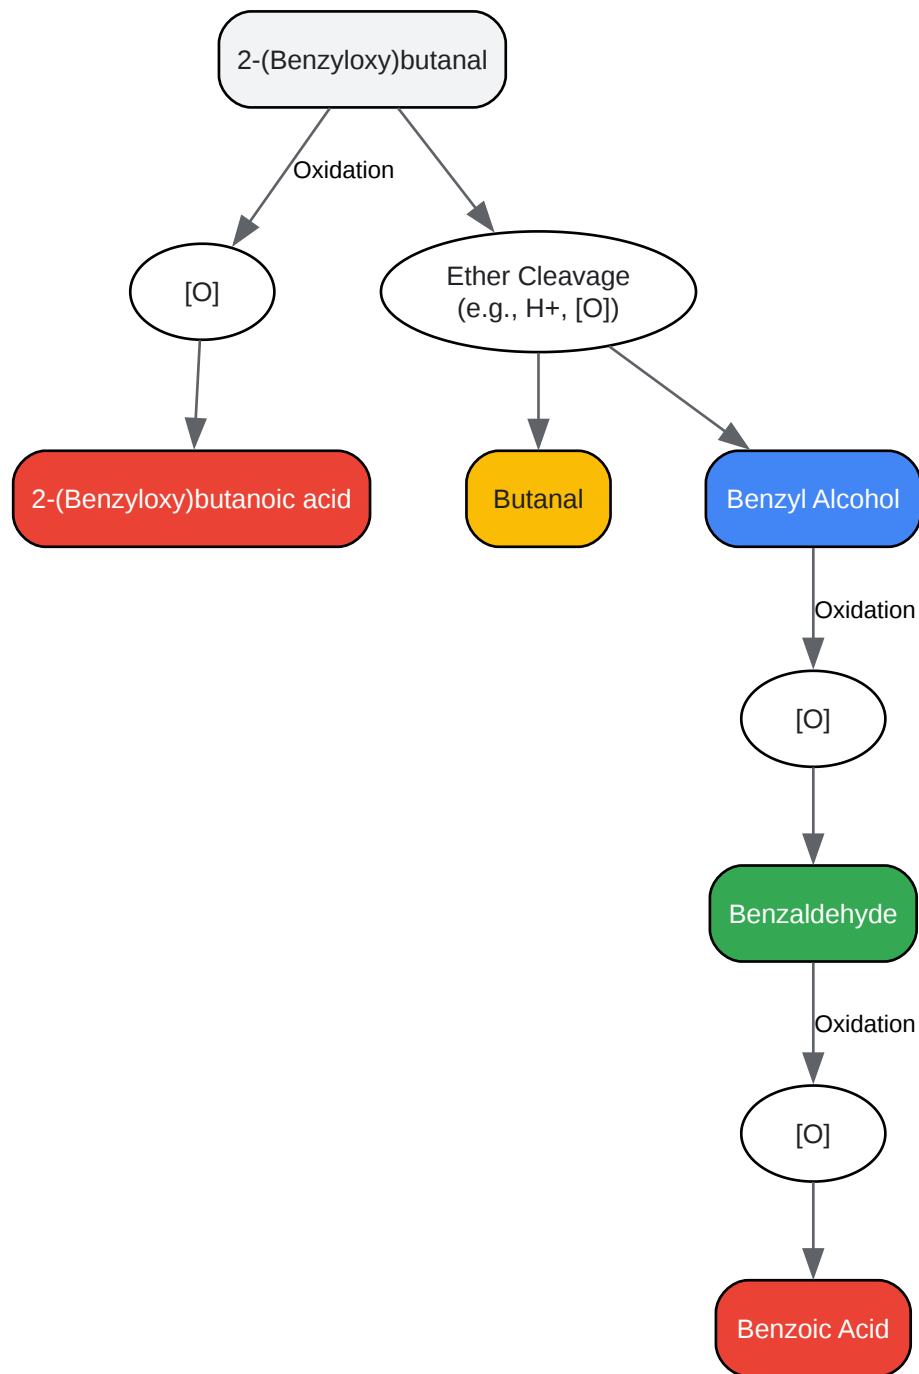 2-(Benzyloxy)butanal
Oxidation
[O]
Ether Cleavage
(e.g., H+, [O])
2-(Benzyloxy)butanoic acid
Butanal
Benzyl Alcohol
Oxidation
[O]
Benzaldehyde
Oxidation
[O]
Benzoic Acid